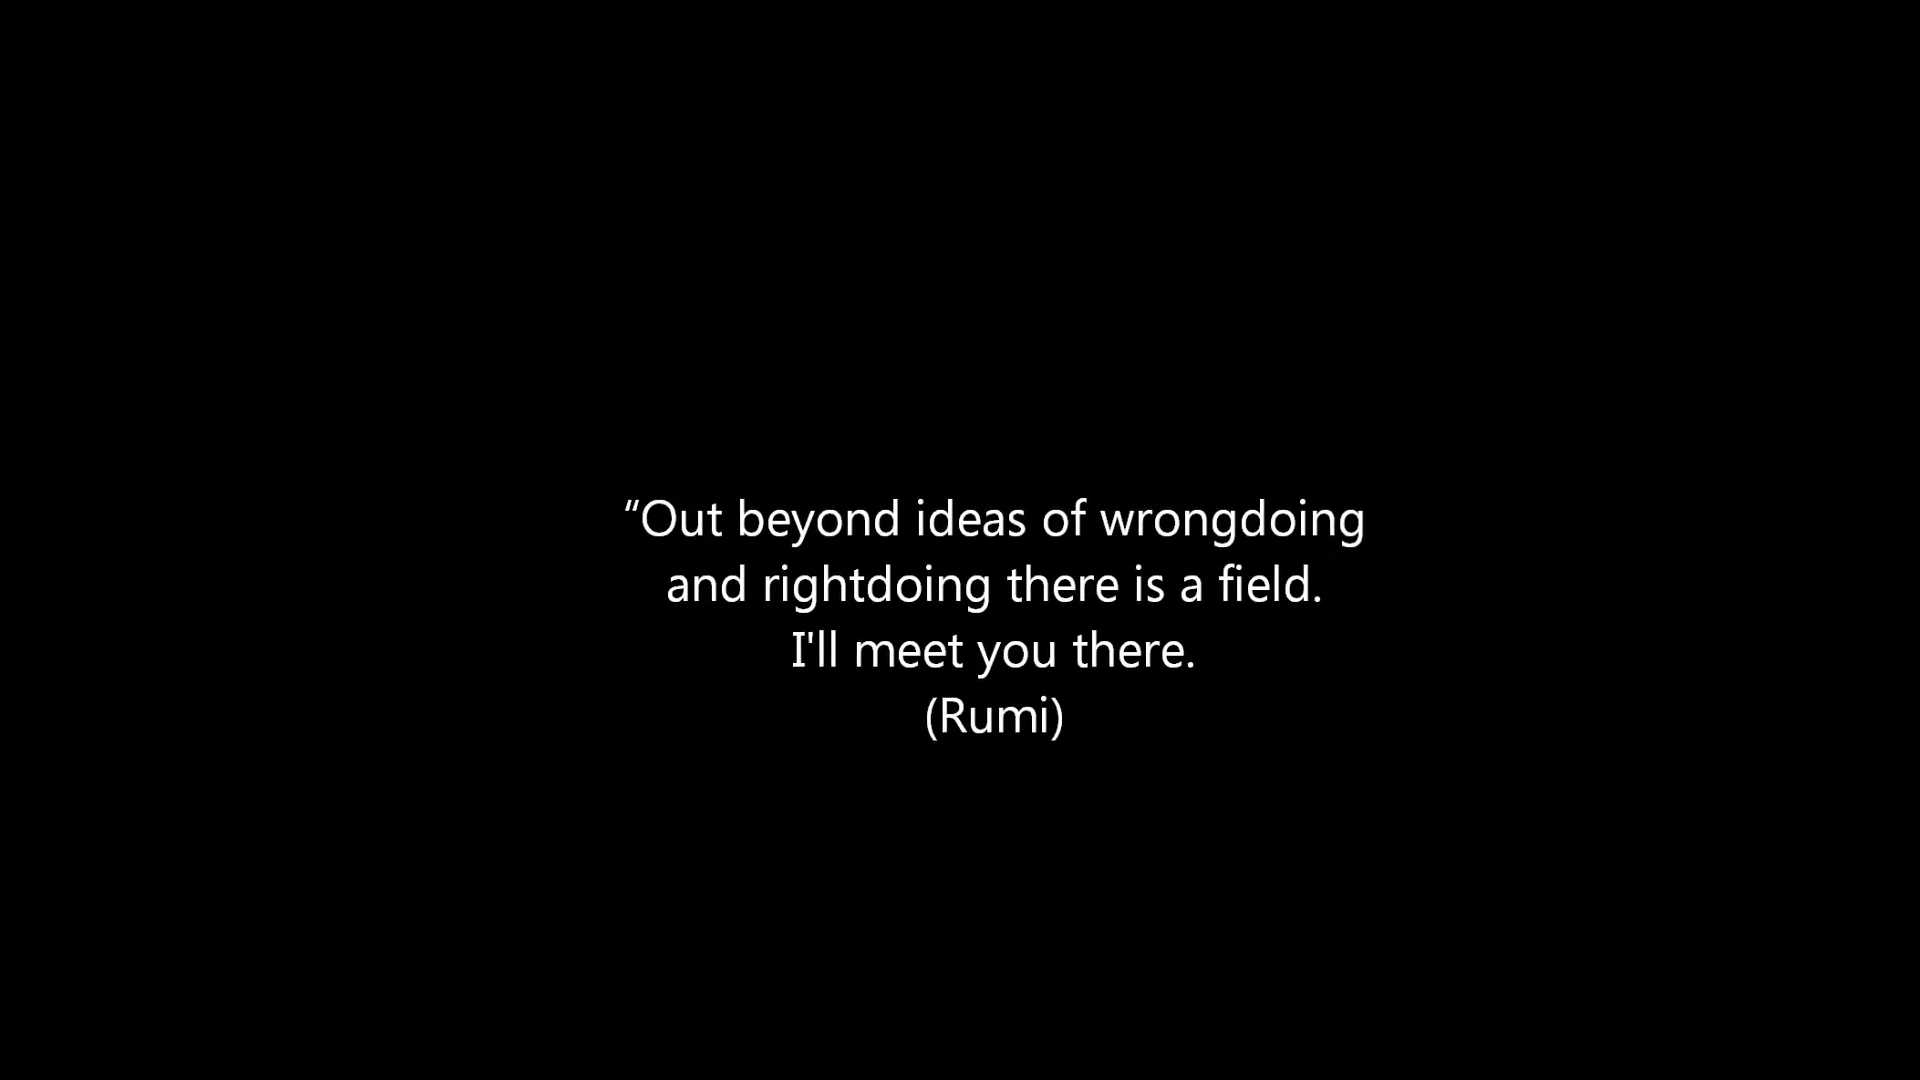 “Out beyond ideas of wrongdoing
and rightdoing there is a field.
I'll meet you there.
(Rumi)